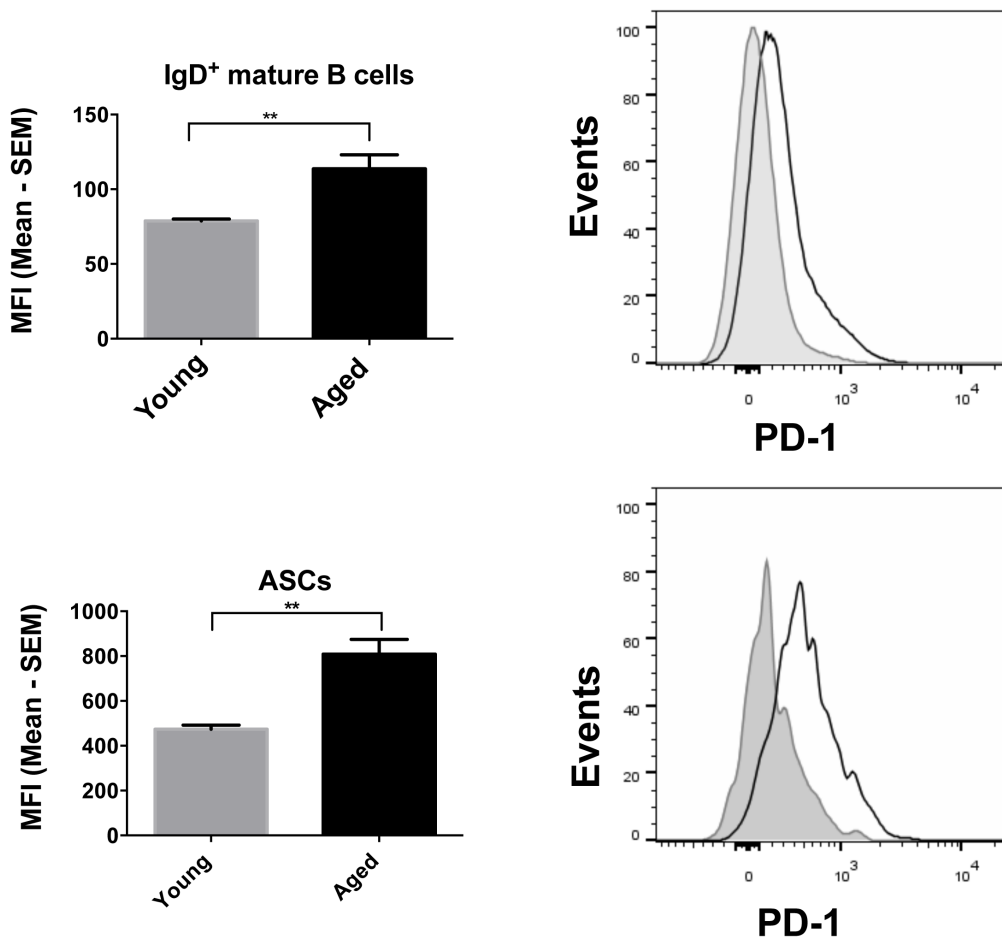 IgD⁺ mature B cells
MFI (Mean - SEM)
**
150
100
50
0
Young
Aged
Events
100
80
60
40
20
0
0
10³
10⁴
PD-1
ASCs
MFI (Mean - SEM)
**
1000
800
600
400
200
0
Young
Aged
Events
100
80
60
40
20
0
0
10³
10⁴
PD-1